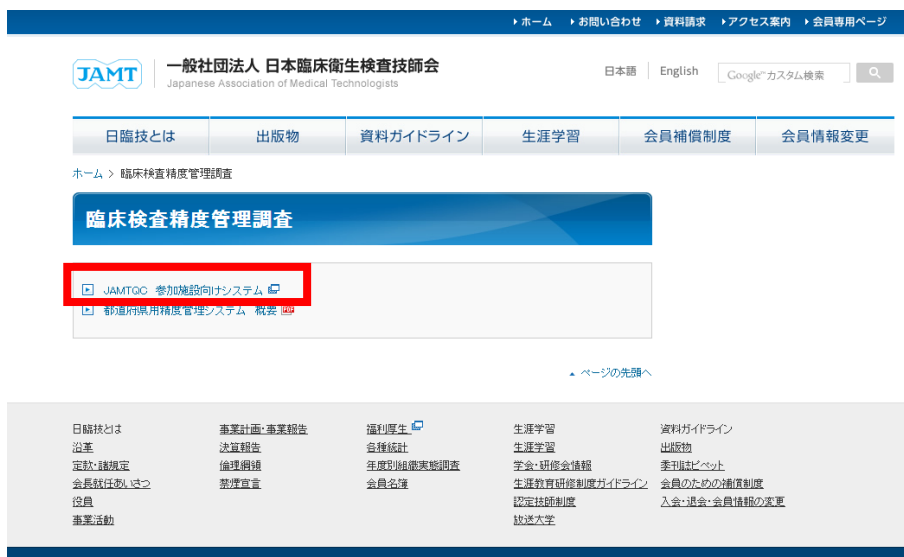 ホーム お問い合わせ 資料請求 アクセス案内 会員専用ページ
JAMT 一般社団法人 日本臨床衛生検査技師会
Japanese Association of Medical Technologists
日本語 English Google カスタム検索
日臨技とは 出版物 資料ガイドライン 生涯学習 会員補償制度 会員情報変更
ホーム > 臨床検査精度管理調査
臨床検査精度管理調査
JAMTQC 参加施設向けシステム
都道府県用精度管理システム 概要
ページの先頭へ
日臨技とは 事業計画・事業報告 福利厚生 生涯学習 資料ガイドライン
沿革 決算報告 各種統計 生涯学習 出版物
定款・諸規定 倫理綱領 年度別組織実態調査 学会・研修会情報 季刊誌ピペット
会長就任あいさつ 禁煙宣言 会員名簿 生涯教育研修制度ガイドライン 会員のための補償制度
役員 認定技師制度 入会・退会・会員情報の変更
事業活動 放送大学